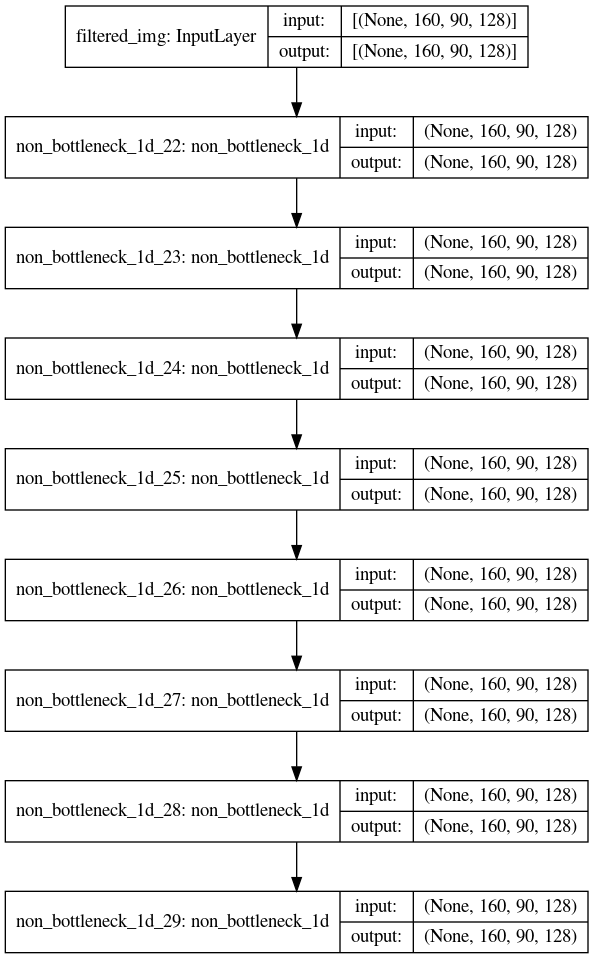 filtered_img: InputLayer
input: [(None, 160, 90, 128)]
output: [(None, 160, 90, 128)]
non_bottleneck_1d_22: non_bottleneck_1d
input: (None, 160, 90, 128)
output: (None, 160, 90, 128)
non_bottleneck_1d_23: non_bottleneck_1d
input: (None, 160, 90, 128)
output: (None, 160, 90, 128)
non_bottleneck_1d_24: non_bottleneck_1d
input: (None, 160, 90, 128)
output: (None, 160, 90, 128)
non_bottleneck_1d_25: non_bottleneck_1d
input: (None, 160, 90, 128)
output: (None, 160, 90, 128)
non_bottleneck_1d_26: non_bottleneck_1d
input: (None, 160, 90, 128)
output: (None, 160, 90, 128)
non_bottleneck_1d_27: non_bottleneck_1d
input: (None, 160, 90, 128)
output: (None, 160, 90, 128)
non_bottleneck_1d_28: non_bottleneck_1d
input: (None, 160, 90, 128)
output: (None, 160, 90, 128)
non_bottleneck_1d_29: non_bottleneck_1d
input: (None, 160, 90, 128)
output: (None, 160, 90, 128)